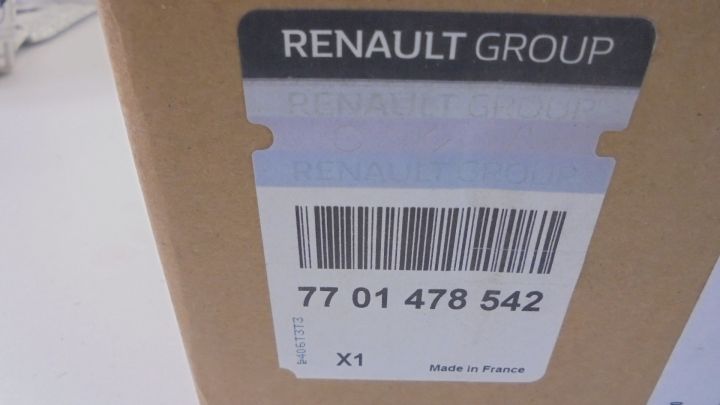 RENAULT GROUP
RENAULT GROUP
RENAULT GROUP
77 01 478 542
X1
Made in France